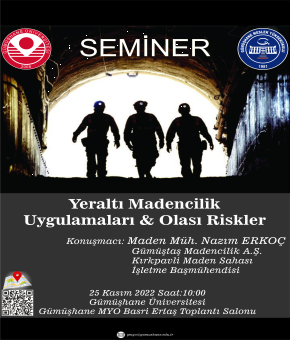 SEMİNER
Yeraltı Madencilik
Uygulamaları & Olası Riskler
Konuşmacı: Maden Müh. Nazım ERKOÇ
Gümüştaş Madencilik A.Ş.
Kırkpavli Maden Sahası
İşletme Başmühendisi
25 Kasım 2022 Saat:10:00
Gümüşhane Üniversitesi
Gümüşhane MYO Basri Erlaş Toplantı Salonu